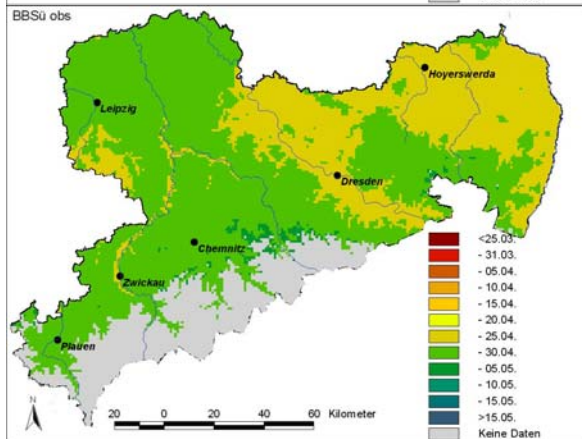 BBSü obs
Hoyerswerda
Leipzig
Dresden
Chemnitz
Zwickau
Plauen
N
20 0 20 40 60 Kilometer
<25.03.
- 31.03.
- 05.04.
- 10.04.
- 15.04.
- 20.04.
- 25.04.
- 30.04.
- 05.05.
- 10.05.
- 15.05.
>15.05.
Keine Daten